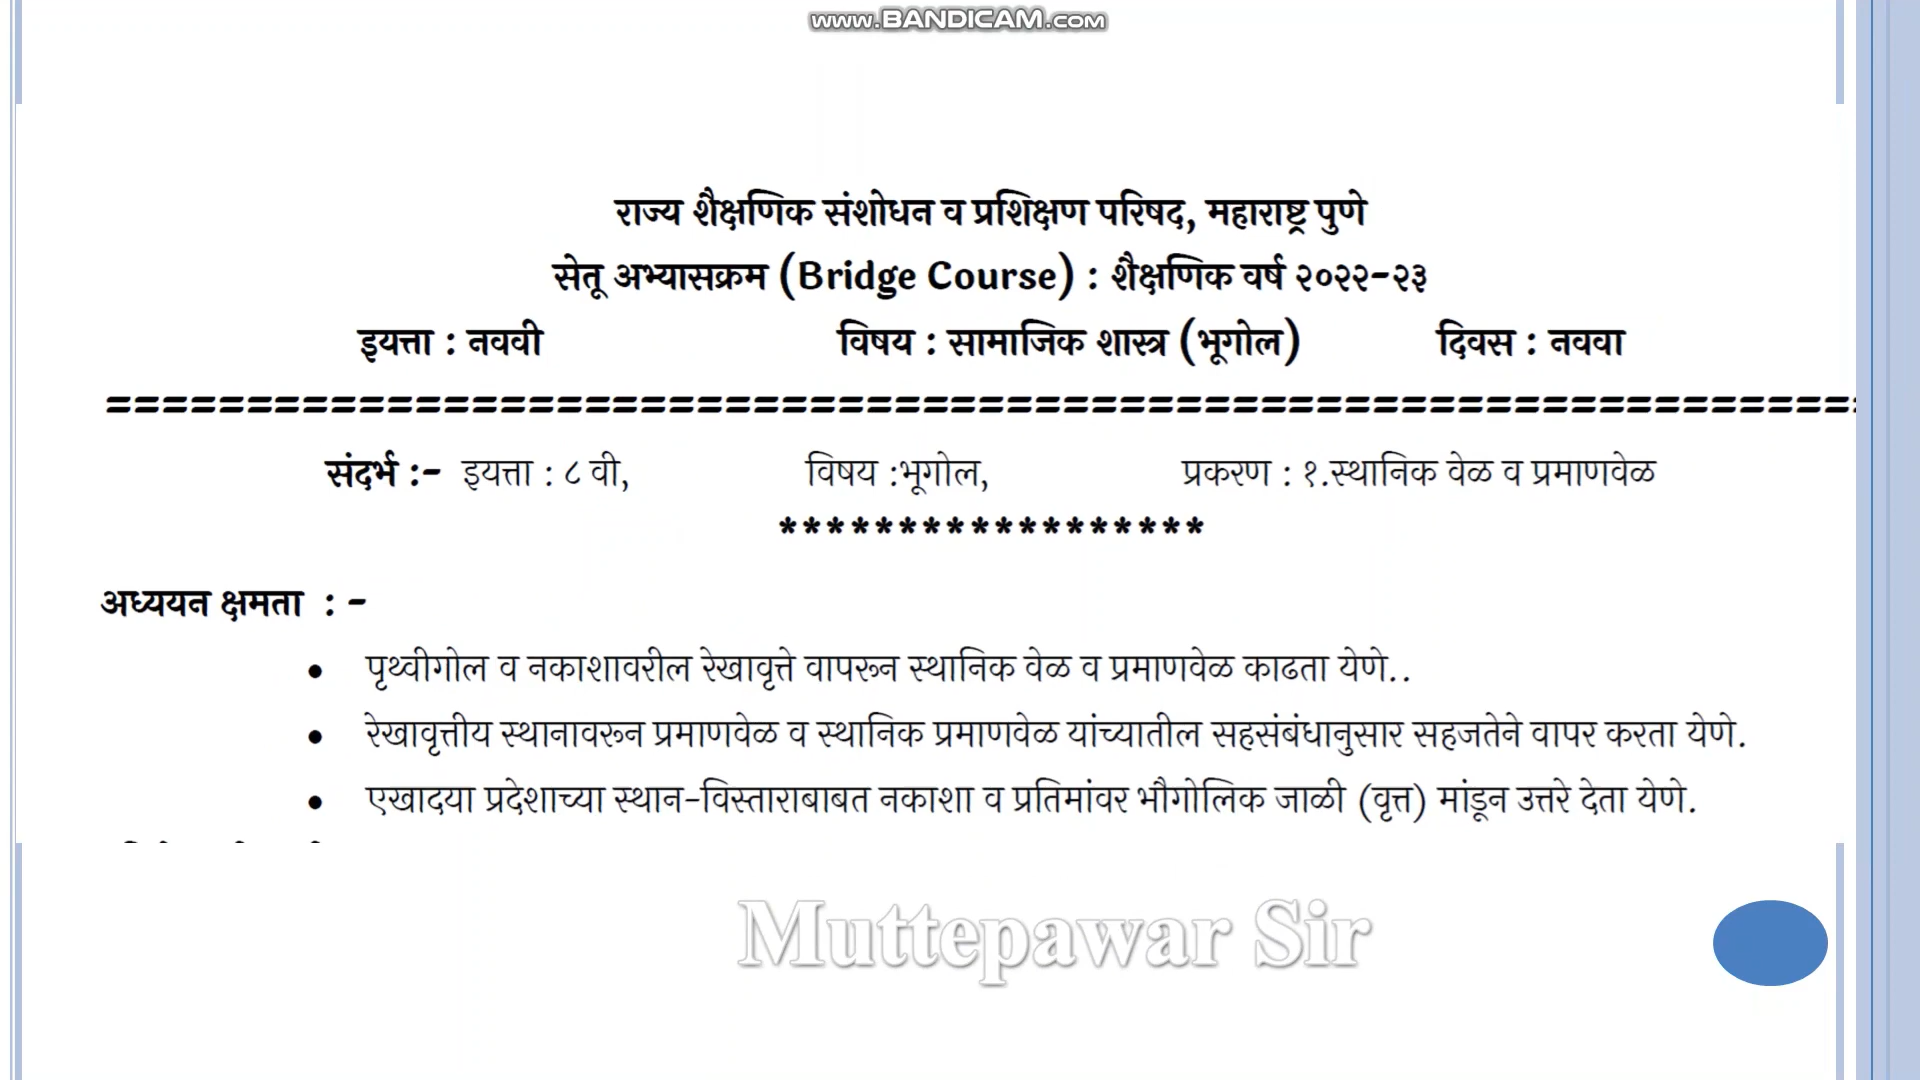 www.BANDICAM.com
राज्य शैक्षणिक संशोधन व प्रशिक्षण परिषद, महाराष्ट्र पुणे
सेतू अभ्यासक्रम (Bridge Course) : शैक्षणिक वर्ष २०२२-२३
इयत्ता : नववी विषय : सामाजिक शास्त्र (भूगोल) दिवस : नववा
==============================================================
संदर्भ :- इयत्ता : ८ वी, विषय :भूगोल, प्रकरण : १.स्थानिक वेळ व प्रमाणवेळ
******************
अध्ययन क्षमता : -
• पृथ्वीगोल व नकाशावरील रेखावृत्ते वापरून स्थानिक वेळ व प्रमाणवेळ काढता येणे..
• रेखावृत्तीय स्थानावरून प्रमाणवेळ व स्थानिक प्रमाणवेळ यांच्यातील सहसंबंधानुसार सहजतेने वापर करता येणे.
• एखादया प्रदेशाच्या स्थान-विस्ताराबाबत नकाशा व प्रतिमांवर भौगोलिक जाळी (वृत्त) मांडून उत्तरे देता येणे.
Muttepawar Sir